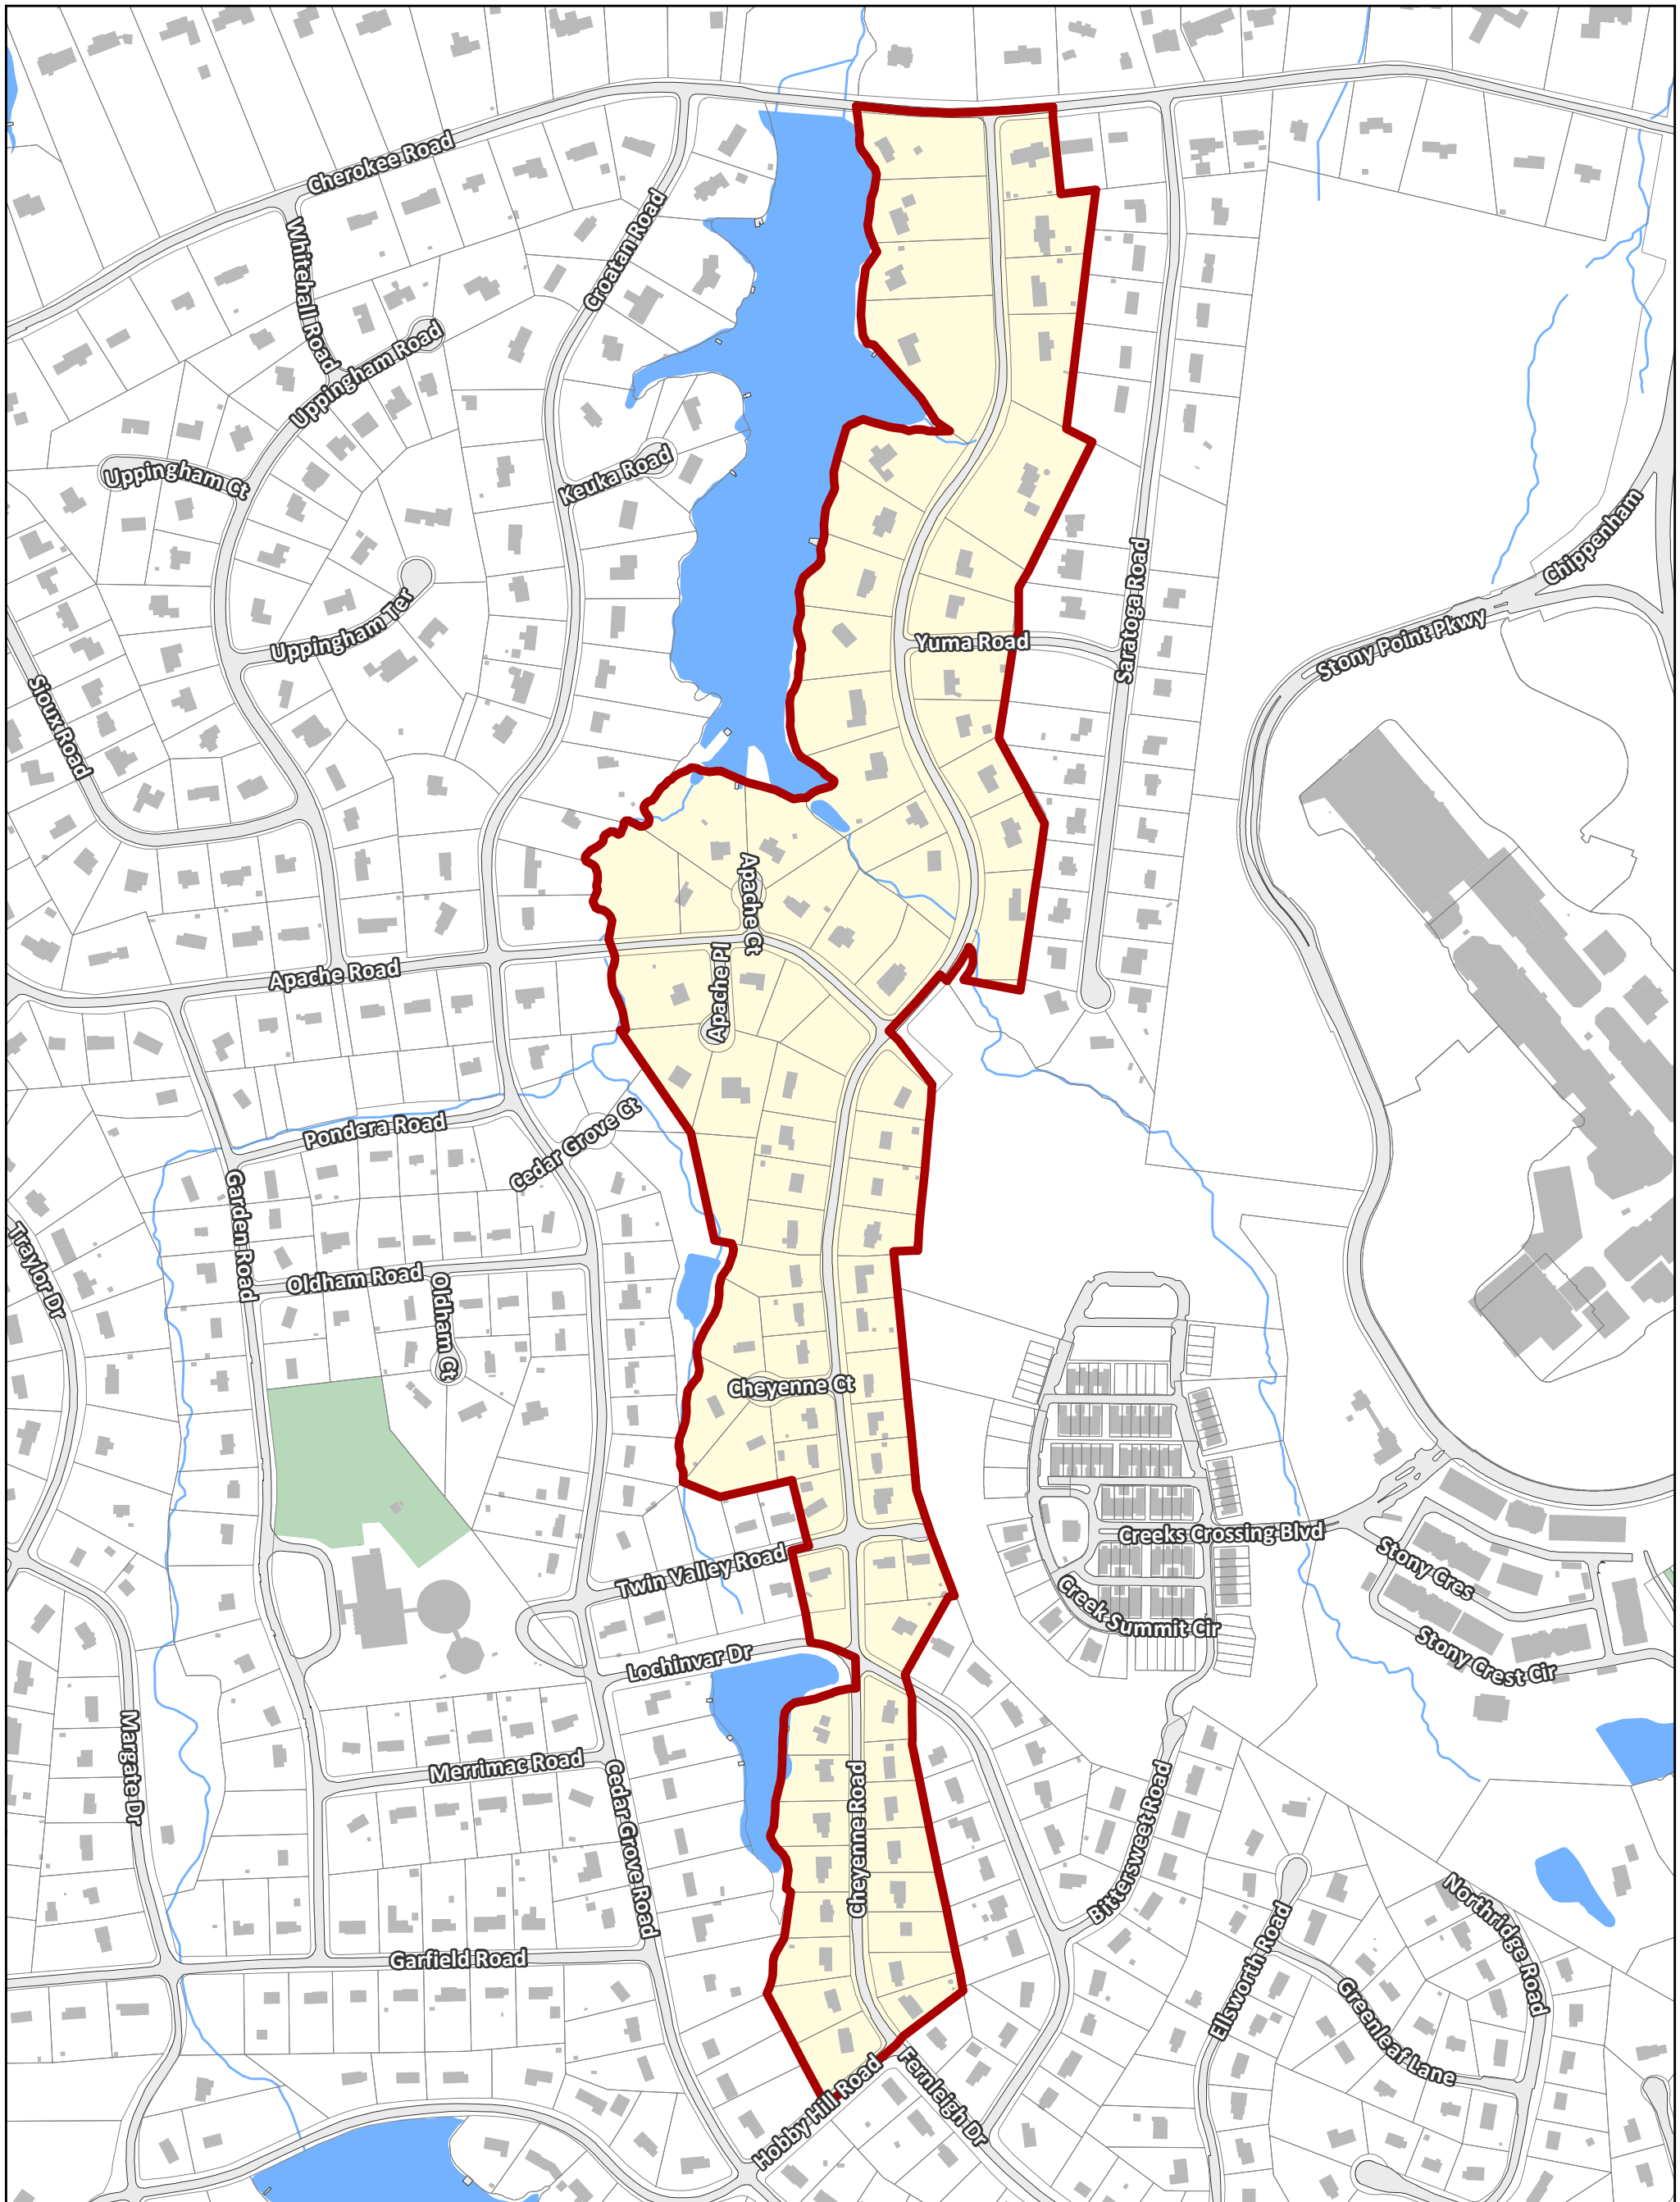 Cherokee Road
Whitehall Road
Croatan Road
Uppingham Road
Uppingham Ct
Keuka Road
Chippenham
Uppingham Ter
Yuma Road
Saratoga Road
Stony Point Pkwy
Sioux Road
Apache Ct
Apache Road
Apache Pl
Pondera Road
Cedar Grove Ct
Garden Road
Traylor Dr
Oldham Road
Oldham Ct
Cheyenne Ct
Creeks Crossing Blvd
Twin Valley Road
Stony Cres
Creek Summit Cir
Stony Crest Cir
Lochinvar Dr
Margate Dr
Merrimac Road
Cedar Grove Road
Cheyenne Road
Bittersweet Road
Garfield Road
Ellsworth Road
Northridge Road
Greenleaf Lane
Hobby Hill Road
Fernleigh Dr